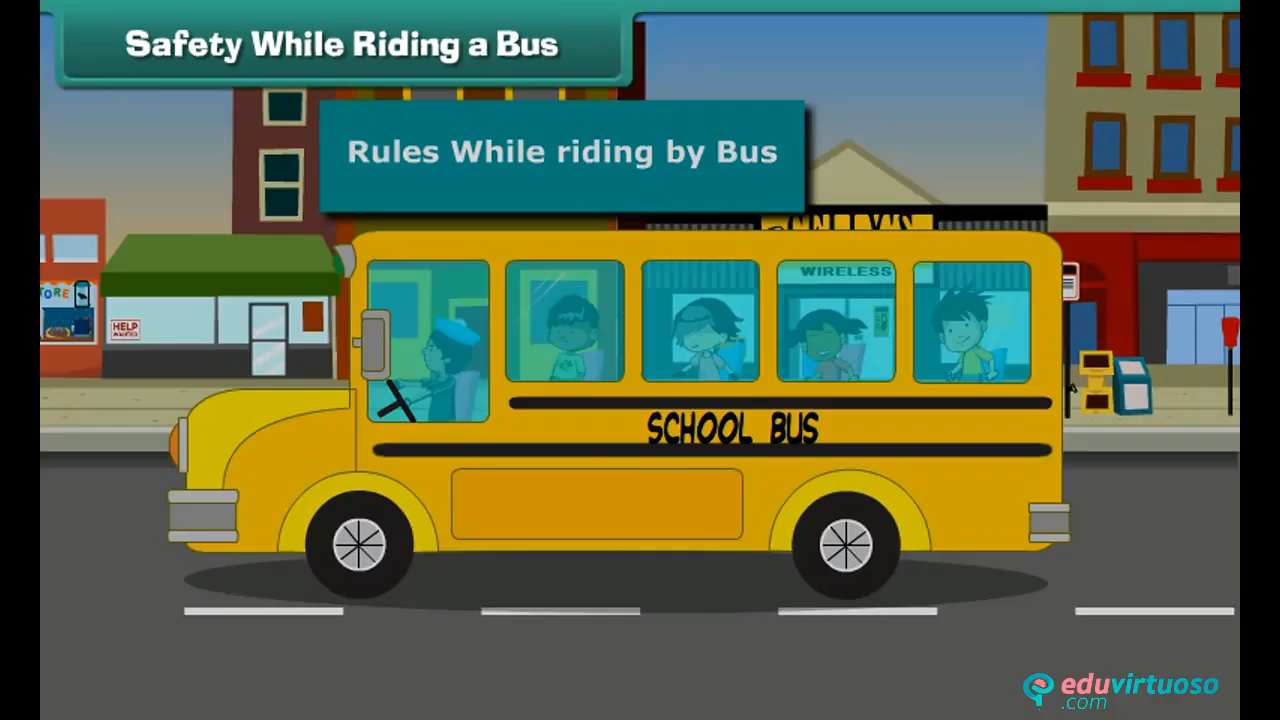 Safety While Riding a Bus
Rules While riding by Bus
WIRELESS
HELP
SCHOOL BUS
eduvirtuoso
.com